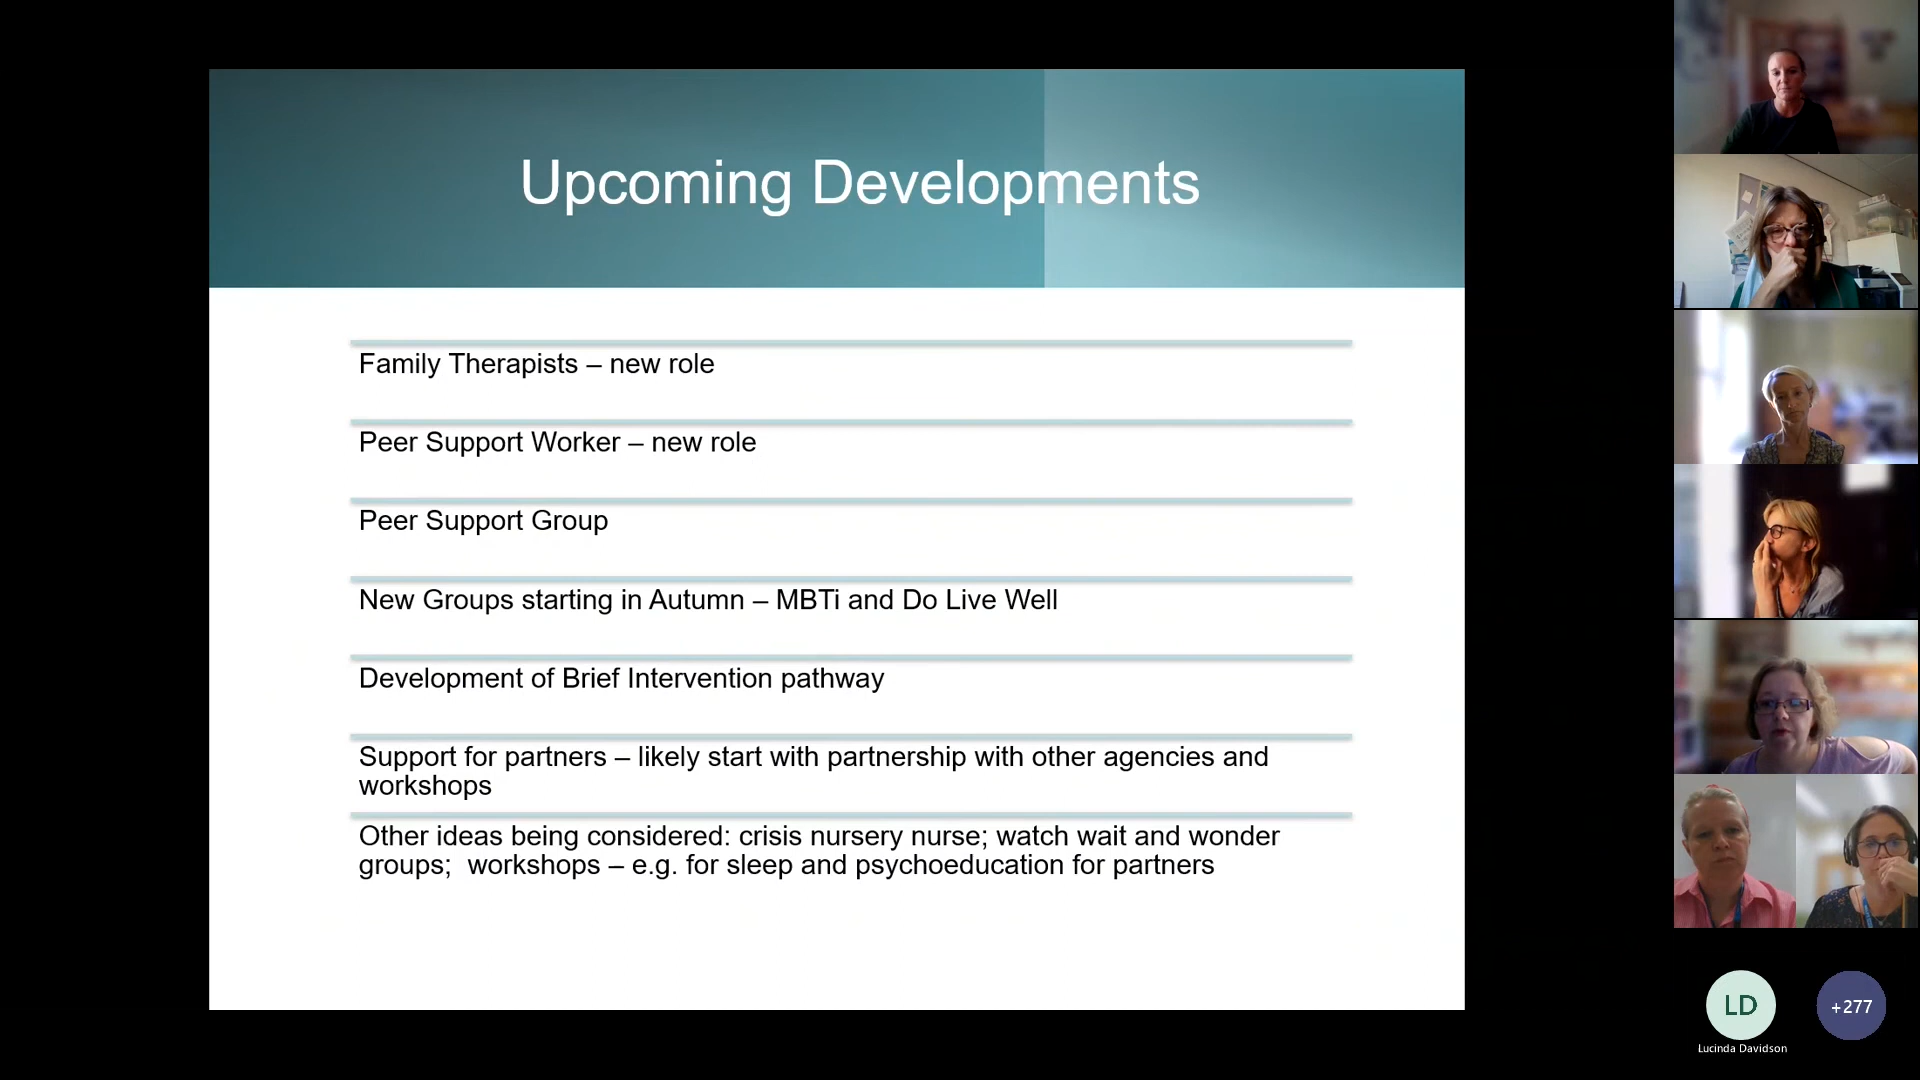 Upcoming Developments
Family Therapists – new role
Peer Support Worker – new role
Peer Support Group
New Groups starting in Autumn – MBTi and Do Live Well
Development of Brief Intervention pathway
Support for partners – likely start with partnership with other agencies and
workshops
Other ideas being considered: crisis nursery nurse; watch wait and wonder
groups;  workshops – e.g. for sleep and psychoeducation for partners
LD
+277
Lucinda Davidson